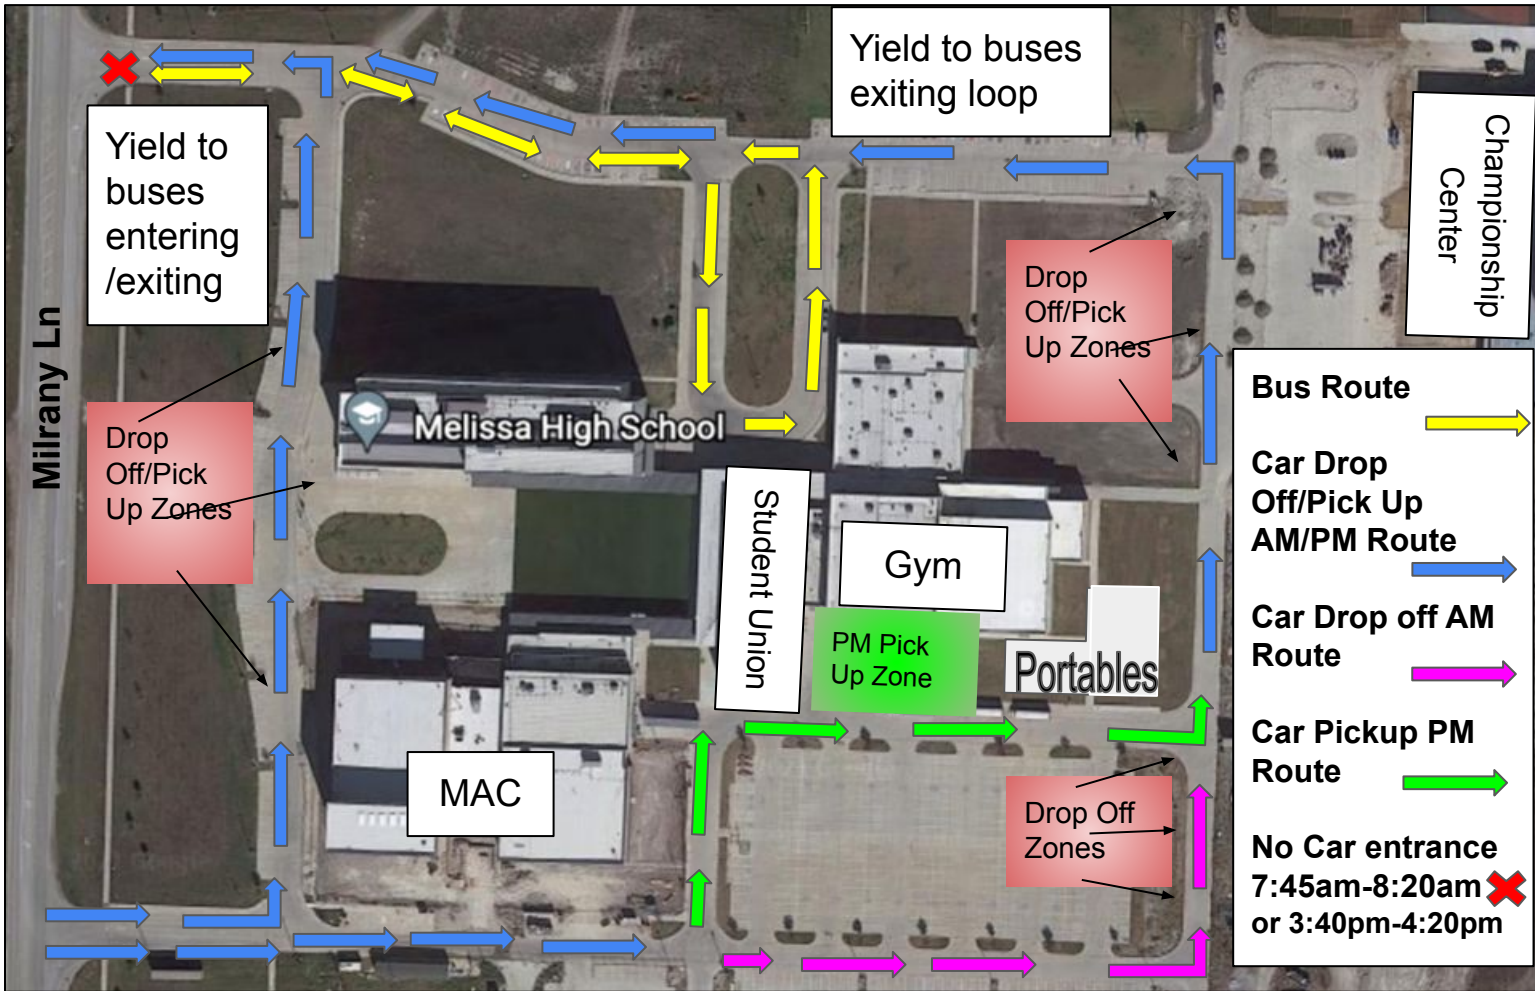 Yield to buses
exiting loop
Yield to
buses
entering
/exiting
Championship
Center
Milrany Ln
Drop
Off/Pick
Up Zones
Drop
Off/Pick
Up Zones
Melissa High School
Student Union
Gym
PM Pick
Up Zone
Portables
MAC
Drop Off
Zones
Bus Route
Car Drop
Off/Pick Up
AM/PM Route
Car Drop off AM
Route
Car Pickup PM
Route
No Car entrance
7:45am-8:20am
or 3:40pm-4:20pm